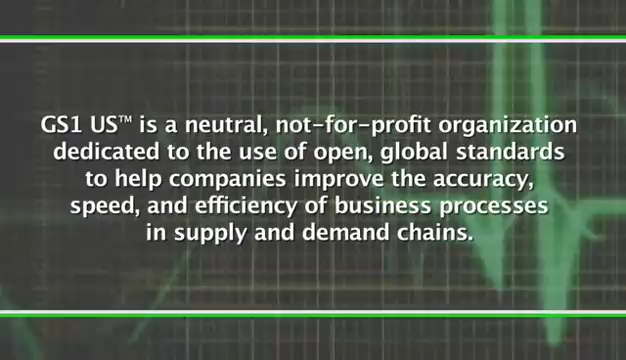 GS1 US™ is a neutral, not-for-profit organization
dedicated to the use of open, global standards
to help companies improve the accuracy,
speed, and efficiency of business processes
in supply and demand chains.